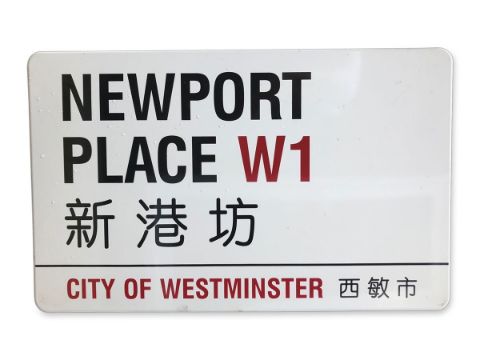 NEWPORT
PLACE W1
新港坊
CITY OF WESTMINSTER 西敏市